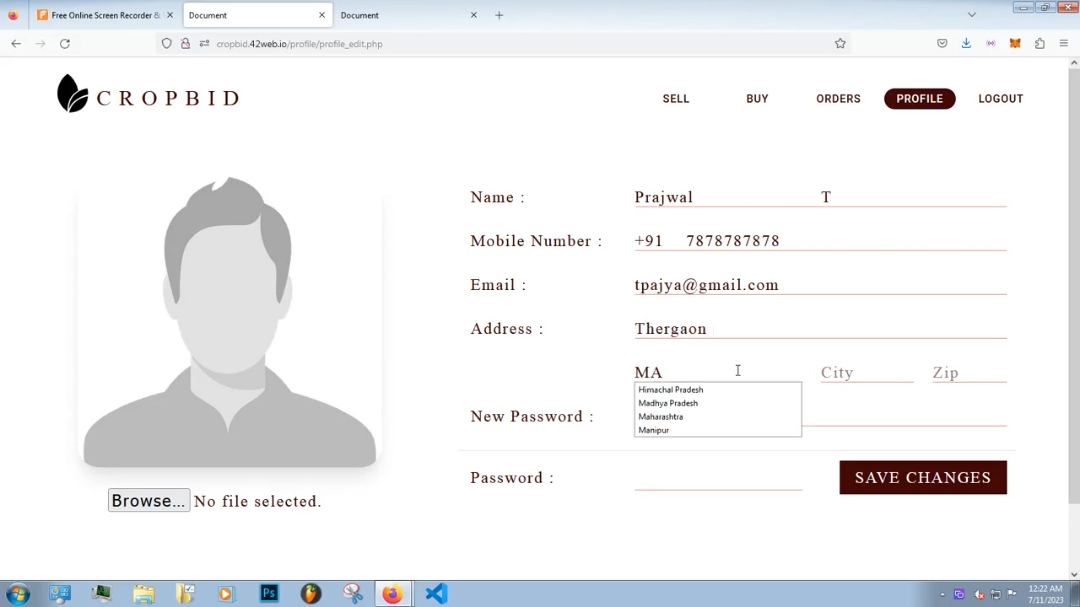 Free Online Screen Recorder &
Document
Document
cropbid.42web.io/profile/profile_edit.php
CROPBID
SELL
BUY
ORDERS
PROFILE
LOGOUT
Name :
Prajwal
T
Mobile Number :
+91
7878787878
Email :
tpajya@gmail.com
Address :
Thergaon
MA
City
Zip
Himachal Pradesh
Madhya Pradesh
Maharashtra
Manipur
New Password :
Password :
SAVE CHANGES
Browse... No file selected.
Ps
12:22 AM
7/11/2023